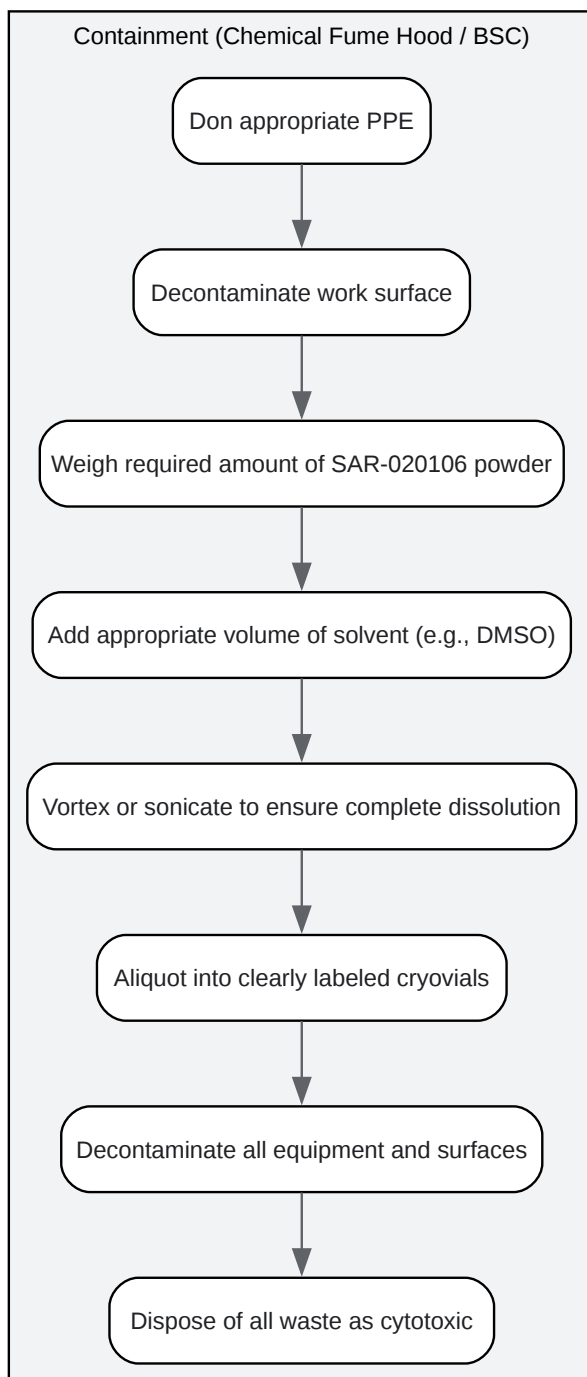 Containment (Chemical Fume Hood / BSC)
Don appropriate PPE
Decontaminate work surface
Weigh required amount of SAR-020106 powder
Add appropriate volume of solvent (e.g., DMSO)
Vortex or sonicate to ensure complete dissolution
Aliquot into clearly labeled cryovials
Decontaminate all equipment and surfaces
Dispose of all waste as cytotoxic